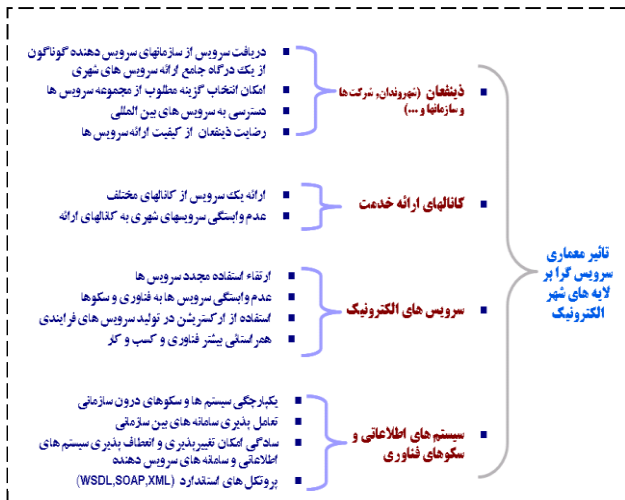 تاثیر معماری
سرویس گرا بر
لایه های شهر
الکترونیک
ذینفعان (شهروندان, شرکت ها
و سازمانها و ...)
دریافت سرویس از سازمانهای سرویس دهنده گوناگون
از یك درگاه جامع ارائه سرویس های شهری
امکان انتخاب گزینه مطلوب از مجموعه سرویس ها
دسترسی به سرویس های بین المللی
رضایت ذینفعان از کیفیت ارائه سرویس ها
کانالهای ارائه خدمت
ارائه یك سرویس از کانالهای مختلف
عدم وابستگی سرویسهای شهری به کانالهای ارائه
سرویس های الکترونیک
ارتقاء استفاده مجدد سرویس ها
عدم وابستگی سرویس ها به فناوری و سکوها
استفاده از ارکستریشن در تولید سرویس های فرایندی
همراستائی بیشتر فناوری و کسب و کار
سیستم های اطلاعاتی و
سکوهای فناوری
یکپارچگی سیستم ها و سکوهای درون سازمانی
تعامل پذیری سامانه های بین سازمانی
سادگی امکان تغییرپذیری و انعطاف پذیری سیستم های
اطلاعاتی و سامانه های سرویس دهنده
پروتکل های استاندارد (WSDL,SOAP,XML)